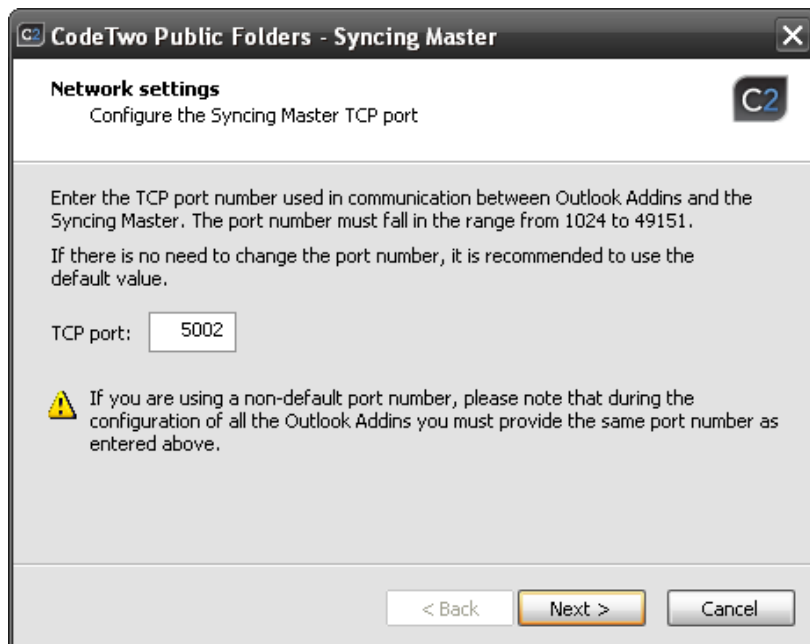 C2 CodeTwo Public Folders - Syncing Master
Network settings
Configure the Syncing Master TCP port
C2
Enter the TCP port number used in communication between Outlook Addins and the
Syncing Master. The port number must fall in the range from 1024 to 49151.
If there is no need to change the port number, it is recommended to use the
default value.
TCP port: 5002
If you are using a non-default port number, please note that during the
configuration of all the Outlook Addins you must provide the same port number as
entered above.
< Back Next > Cancel